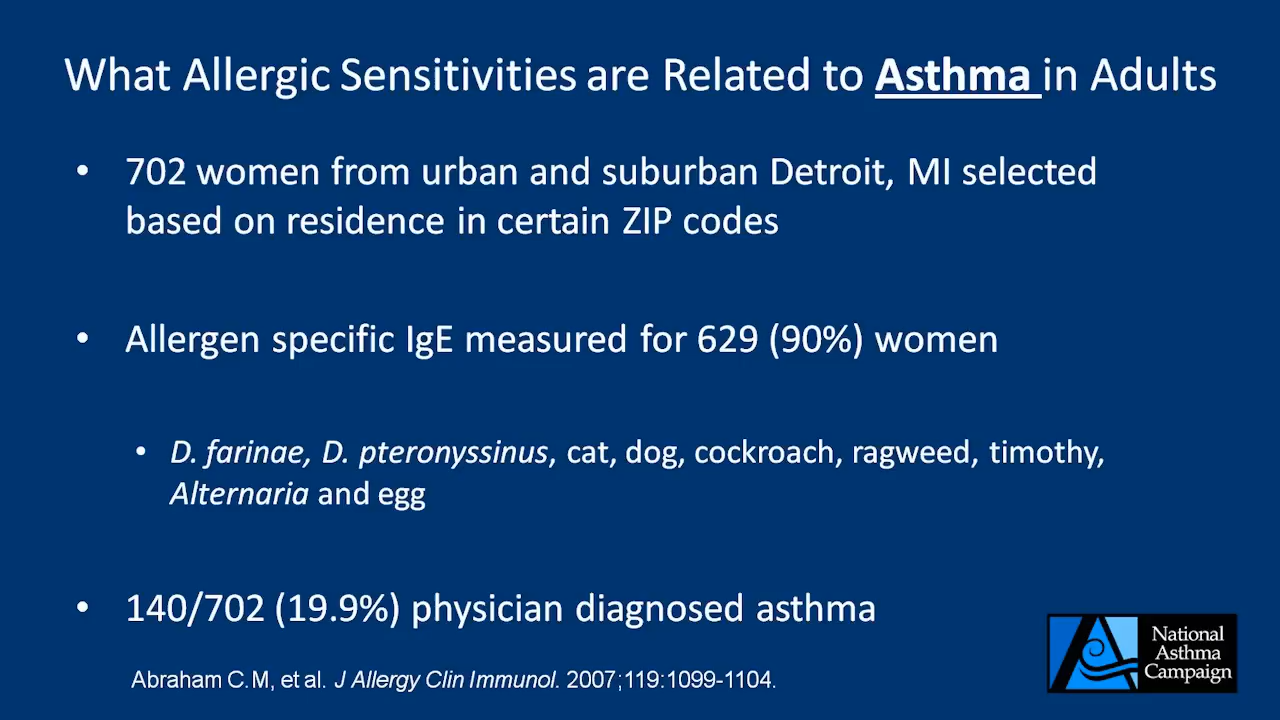 What Allergic Sensitivities are Related to Asthma in Adults
• 702 women from urban and suburban Detroit, MI selected
based on residence in certain ZIP codes
• Allergen specific IgE measured for 629 (90%) women
• D. farinae, D. pteronyssinus, cat, dog, cockroach, ragweed, timothy,
Alternaria and egg
• 140/702 (19.9%) physician diagnosed asthma
Abraham C.M, et al. J Allergy Clin Immunol. 2007;119:1099-1104.
National
Asthma
Campaign